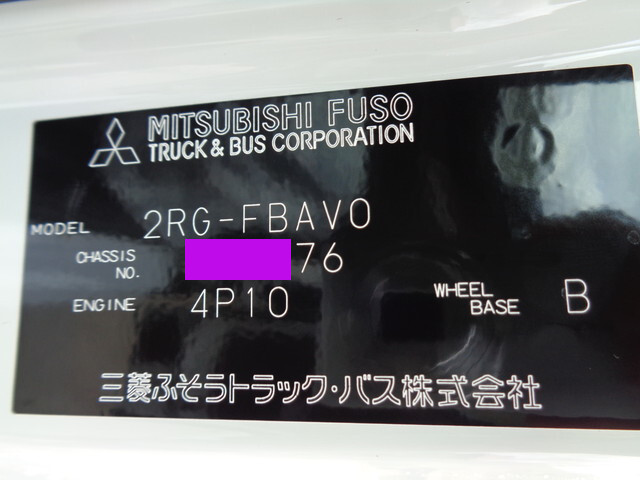 MITSUBISHI FUSO
TRUCK & BUS CORPORATION
MODEL 2RG-FBAV0
CHASSIS NO. 76
ENGINE 4P10
WHEEL BASE B
三菱ふそうトラック・バス株式会社